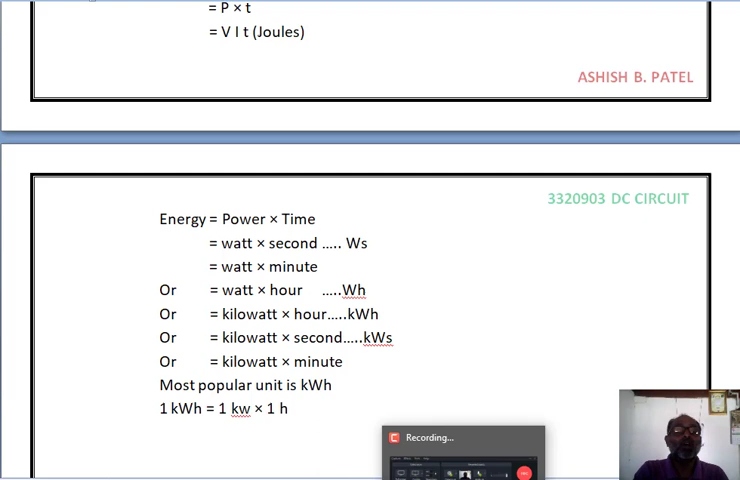 = P × t
= V I t (Joules)
ASHISH B. PATEL
3320903 DC CIRCUIT
Energy = Power × Time
= watt × second ….. Ws
= watt × minute
Or = watt × hour …..Wh
Or = kilowatt × hour…..kWh
Or = kilowatt × second…..kWs
Or = kilowatt × minute
Most popular unit is kWh
1 kWh = 1 kw × 1 h
Recording...